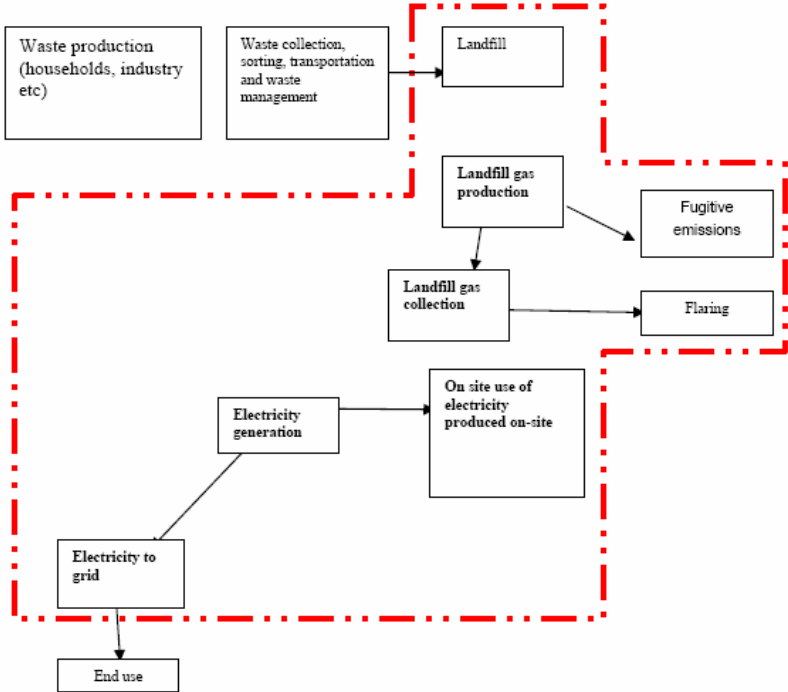 Waste production
(households, industry
etc)
Waste collection,
sorting, transportation
and waste
management
Landfill
Landfill gas
production
Fugitive
emissions
Landfill gas
collection
Flaring
On site use of
electricity
produced on-site
Electricity
generation
Electricity to
grid
End use